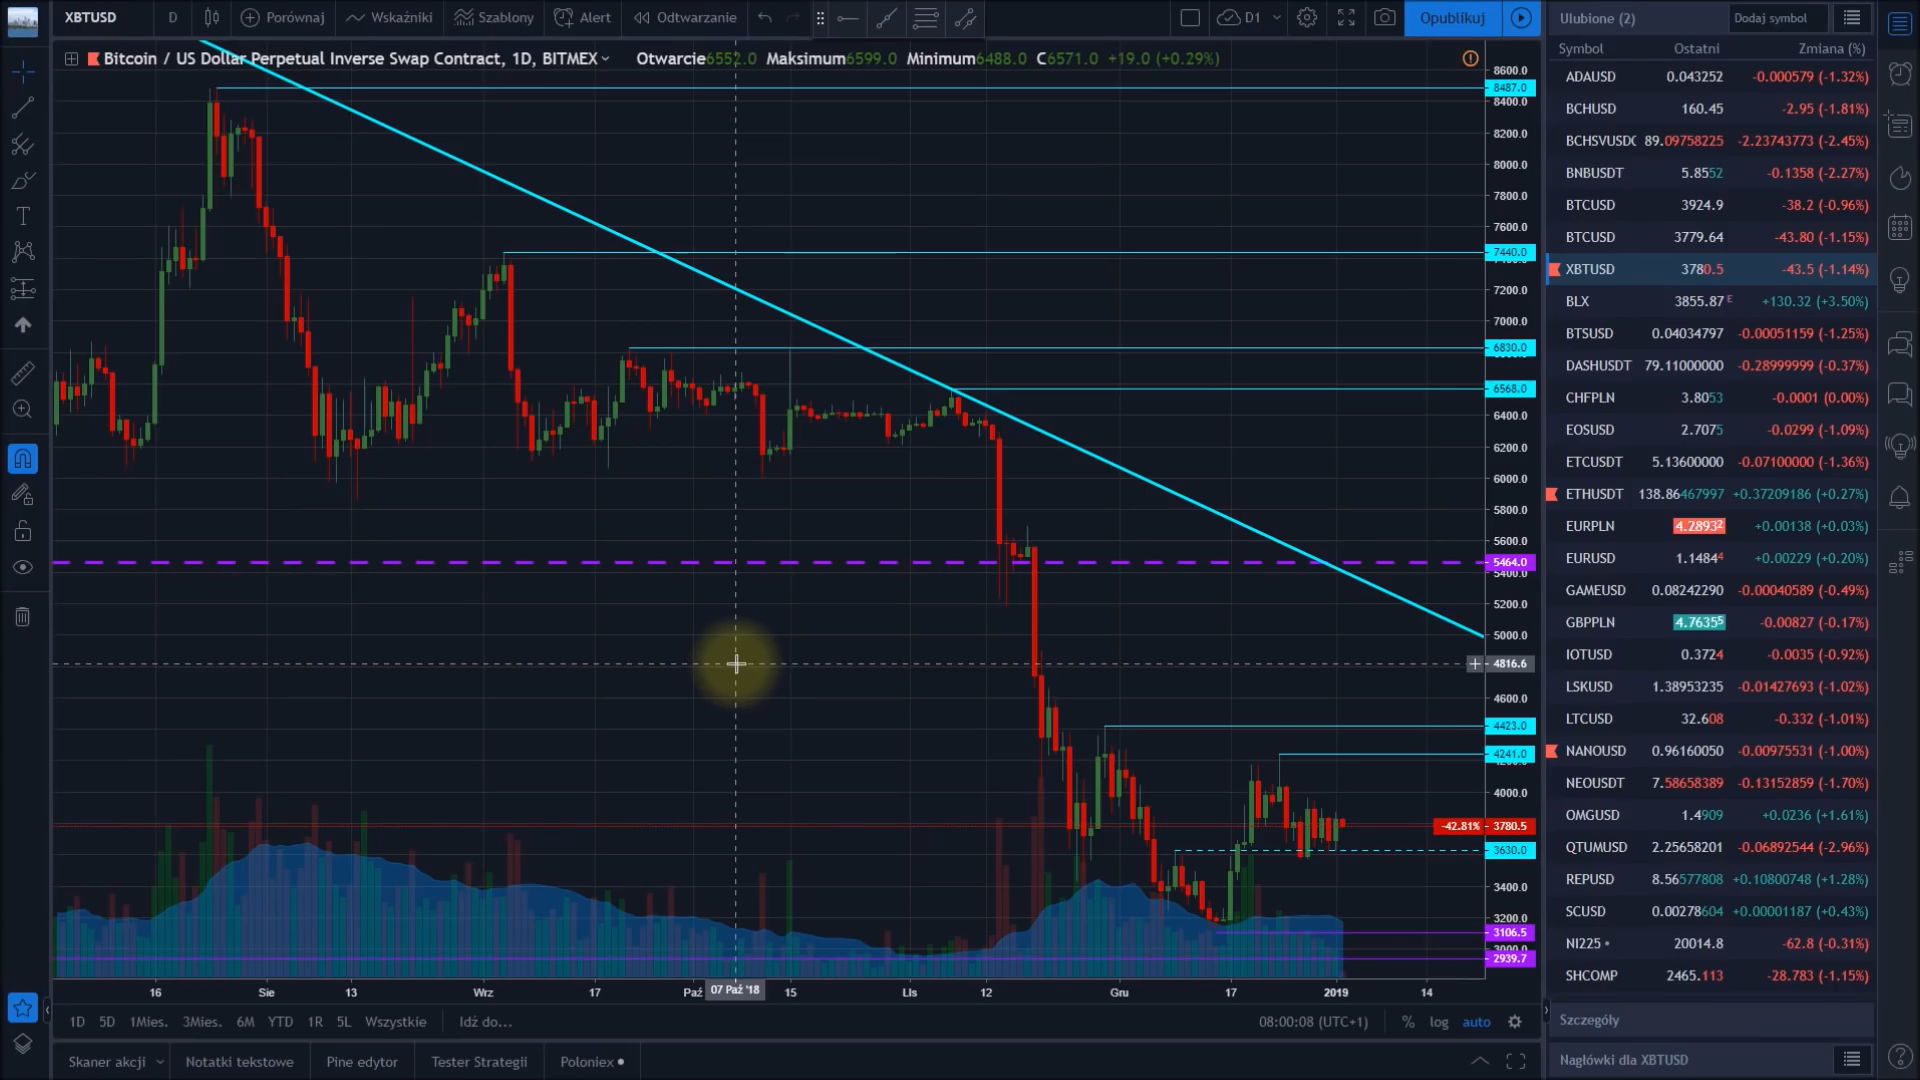 XBTUSD D Porównaj Wskaźniki Szablony Alert Odtwarzanie D1 Opublikuj
Bitcoin / US Dollar Perpetual Inverse Swap Contract, 1D, BITMEX Otwarcie6552.0 Maksimum6599.0 Minimum6488.0 C6571.0 +19.0 (+0.29%)
8600.0
8487.0
8400.0
8200.0
8000.0
7800.0
7600.0
7440.0
7200.0
7000.0
6830.0
6568.0
6400.0
6200.0
6000.0
5800.0
5600.0
5464.0
5400.0
5200.0
5000.0
4816.6
4600.0
4423.0
4241.0
4000.0
-42.81% 3780.5
3630.0
3400.0
3200.0
3106.5
3000.0
2939.7
16 Sie 13 Wrz 17 Paź 07 Paź '18 15 LIs 12 Gru 17 2019 14
1D 5D 1Mies. 3Mies. 6M YTD 1R 5L Wszystkie Idź do... 08:00:08 (UTC+1) % log auto
Skaner akcji Notatki tekstowe Pine edytor Tester Strategii Poloniex
Ulubione (2) Dodaj symbol
Symbol Ostatni Zmiana (%)
ADAUSD 0.043252 -0.000579 (-1.32%)
BCHUSD 160.45 -2.95 (-1.81%)
BCHSVUSDC 89.09758225 -2.23743773 (-2.45%)
BNBUSDT 5.8552 -0.1358 (-2.27%)
BTCUSD 3924.9 -38.2 (-0.96%)
BTCUSD 3779.64 -43.80 (-1.15%)
XBTUSD 3780.5 -43.5 (-1.14%)
BLX 3855.87 E +130.32 (+3.50%)
BTSUSD 0.04034797 -0.00051159 (-1.25%)
DASHUSDT 79.11000000 -0.28999999 (-0.37%)
CHFPLN 3.8053 -0.0001 (0.00%)
EOSUSD 2.7075 -0.0299 (-1.09%)
ETCUSDT 5.13600000 -0.07100000 (-1.36%)
ETHUSDT 138.86467997 +0.37209186 (+0.27%)
EURPLN 4.28932 +0.00138 (+0.03%)
EURUSD 1.14844 +0.00229 (+0.20%)
GAMEUSD 0.08242290 -0.00040589 (-0.49%)
GBPPLN 4.76355 -0.00827 (-0.17%)
IOTUSD 0.3724 -0.0035 (-0.92%)
LSKUSD 1.38953235 -0.01427693 (-1.02%)
LTCUSD 32.608 -0.332 (-1.01%)
NANOUSD 0.96160050 -0.00975531 (-1.00%)
NEOUSDT 7.58658389 -0.13152859 (-1.70%)
OMGUSD 1.4909 +0.0236 (+1.61%)
QTUMUSD 2.25658201 -0.06892544 (-2.96%)
REPUSD 8.56577808 +0.10800748 (+1.28%)
SCUSD 0.00278604 +0.00001187 (+0.43%)
NI225 20014.8 -62.8 (-0.31%)
SHCOMP 2465.113 -28.783 (-1.15%)
Szczegóły
Nagłówki dla XBTUSD